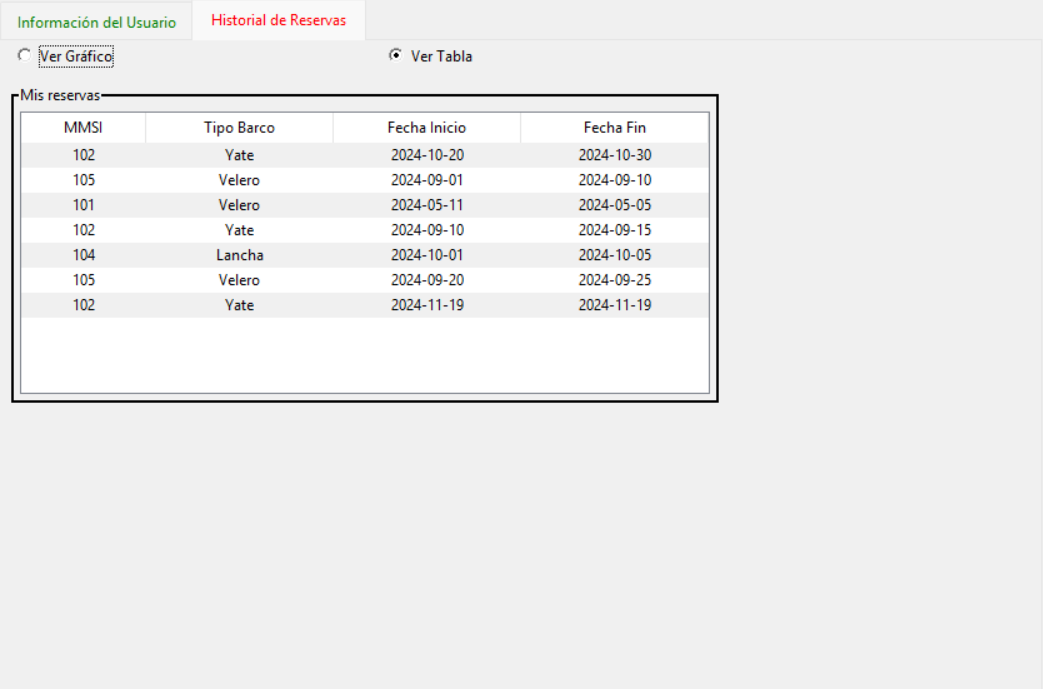 Información del Usuario Historial de Reservas
Ver Gráfico Ver Tabla
Mis reservas
MMSI Tipo Barco Fecha Inicio Fecha Fin
102 Yate 2024-10-20 2024-10-30
105 Velero 2024-09-01 2024-09-10
101 Velero 2024-05-11 2024-05-05
102 Yate 2024-09-10 2024-09-15
104 Lancha 2024-10-01 2024-10-05
105 Velero 2024-09-20 2024-09-25
102 Yate 2024-11-19 2024-11-19